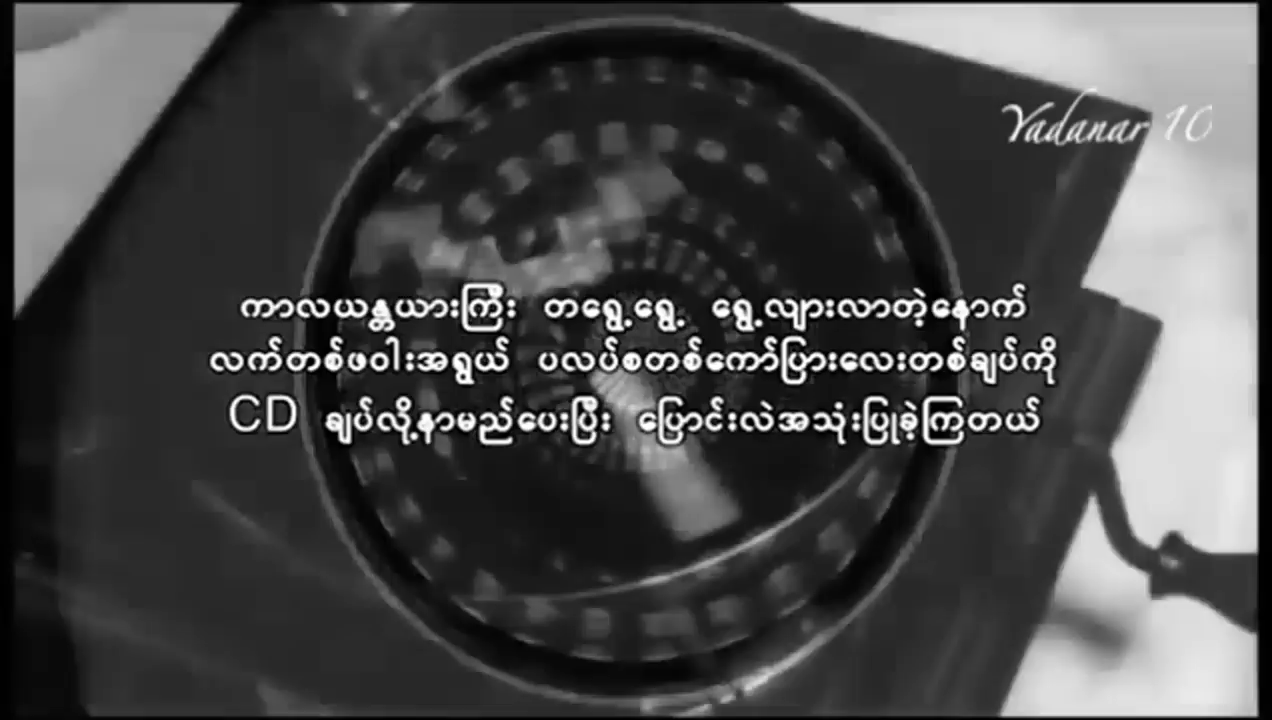 Yadanar 10
ကာလယန္တယားကြီး တရွေ့ရွေ့ ရွေ့လျားလာတဲ့နောက်
လက်တစ်ဖဝါးအရွယ် ပလပ်စတစ်ကော်ပြားလေးတစ်ချပ်ကို
CD ချပ်လို့နာမည်ပေးပြီး ပြောင်းလဲအသုံးပြုခဲ့ကြတယ်